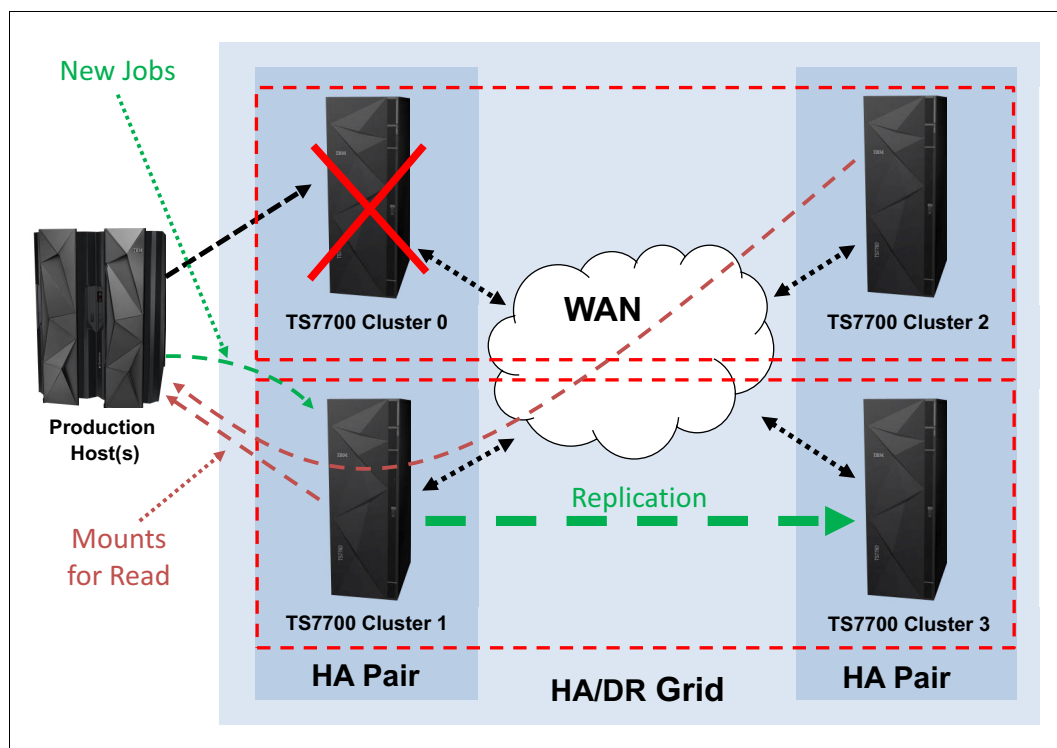 New Jobs
WAN
TS7700 Cluster 0
TS7700 Cluster 2
Production
Host(s)
Replication
Mounts
for Read
TS7700 Cluster 1
TS7700 Cluster 3
HA Pair
HA/DR Grid
HA Pair